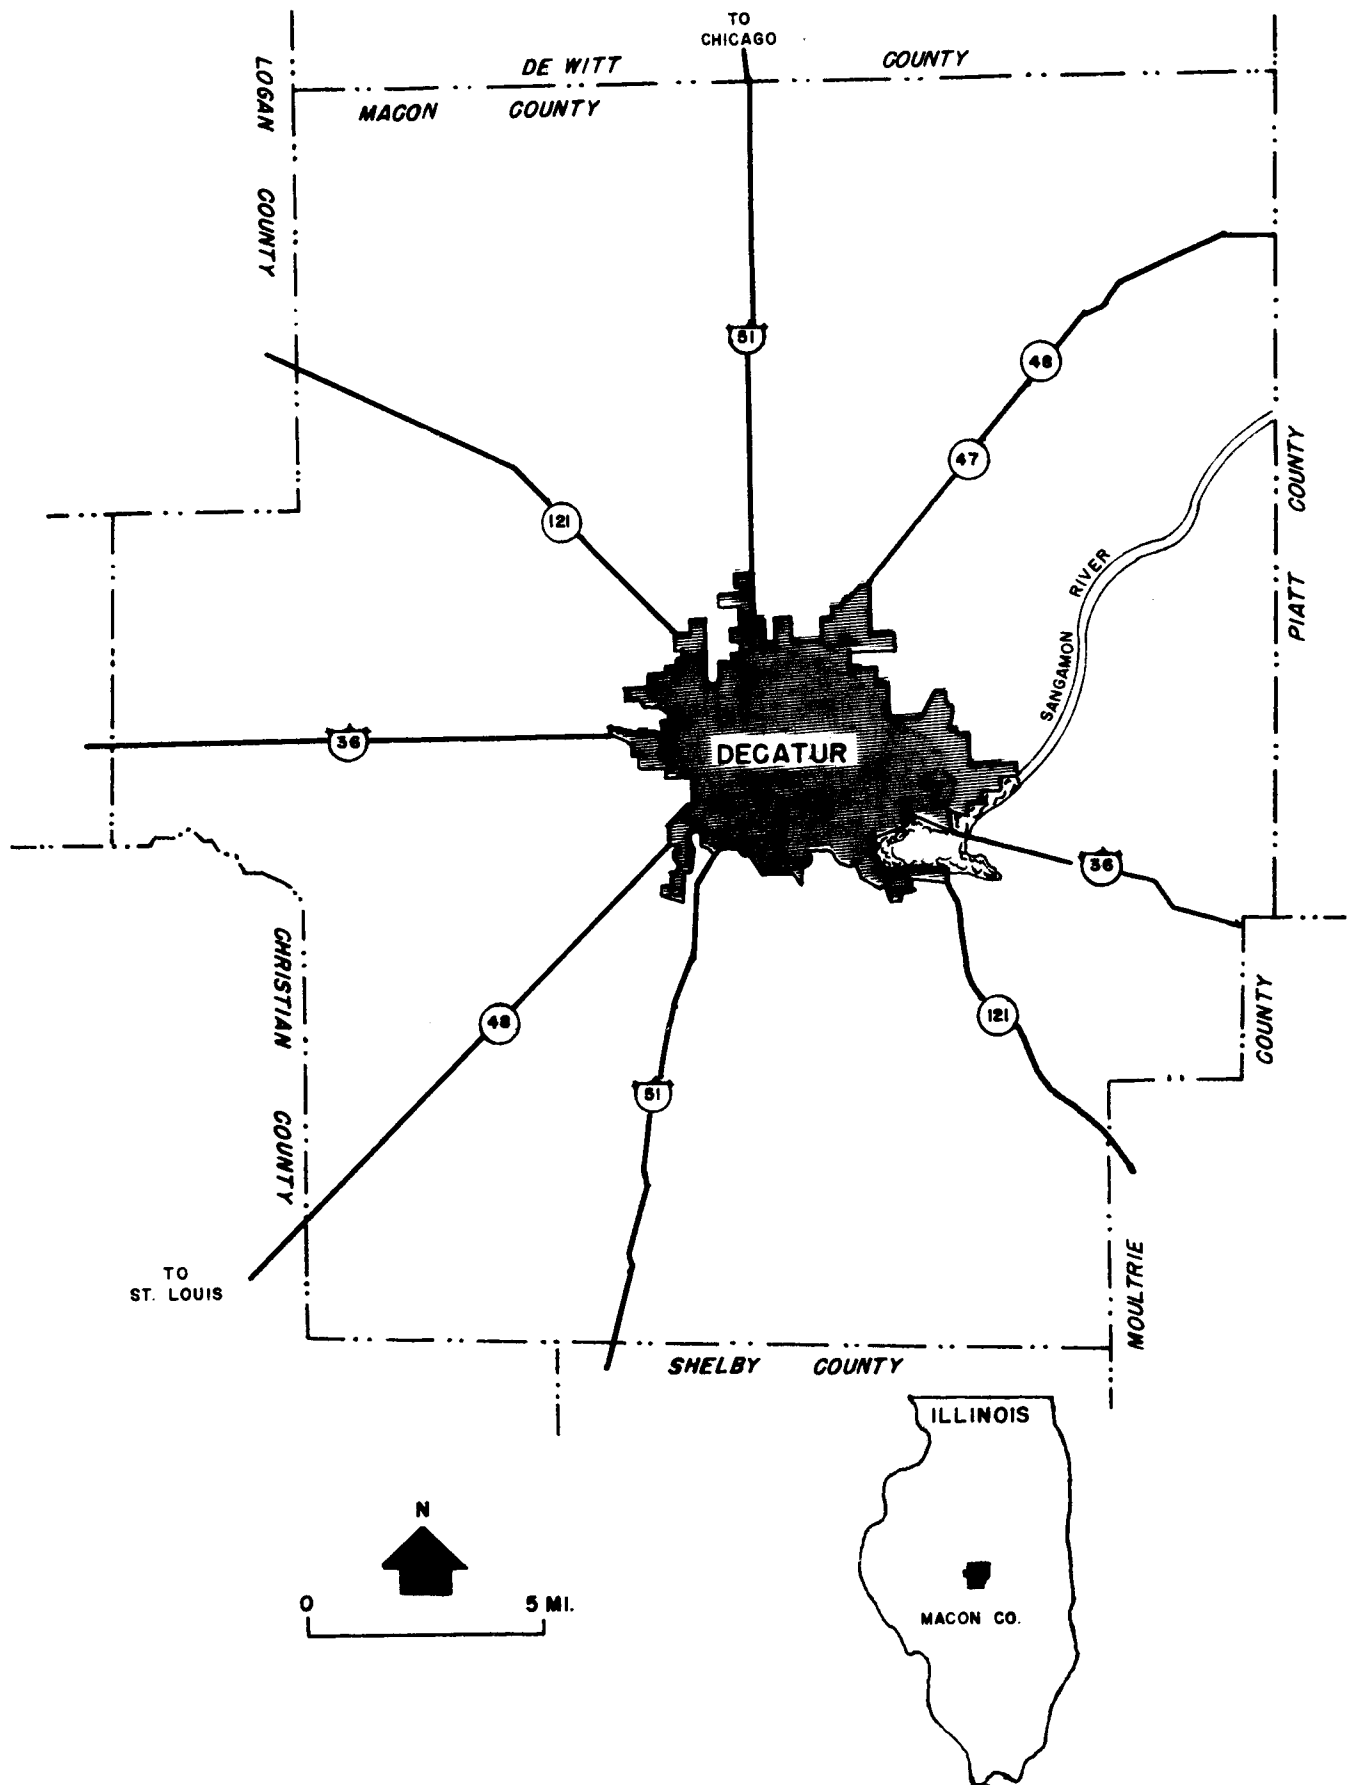 TO
CHICAGO
DE WITT COUNTY
MACON COUNTY
LOGAN COUNTY
51
48
47
121
PIATT COUNTY
SANGAMON RIVER
36
DECATUR
36
CHRISTIAN COUNTY
48
121
51
COUNTY
MOULTRIE
TO
ST. LOUIS
SHELBY COUNTY
ILLINOIS
MACON CO.
N
0 5 MI.